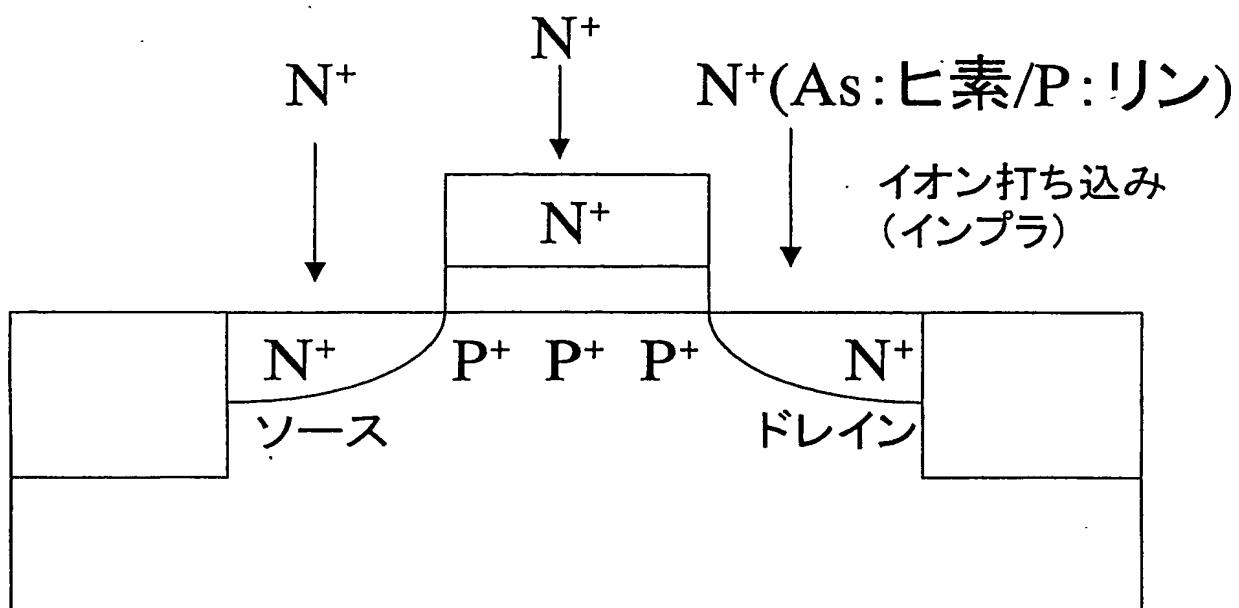 N⁺
N⁺
N⁺(As:ヒ素/P:リン)
イオン打ち込み
(インプラ)
N⁺
N⁺ P⁺ P⁺ P⁺ N⁺
ソース ドレイン